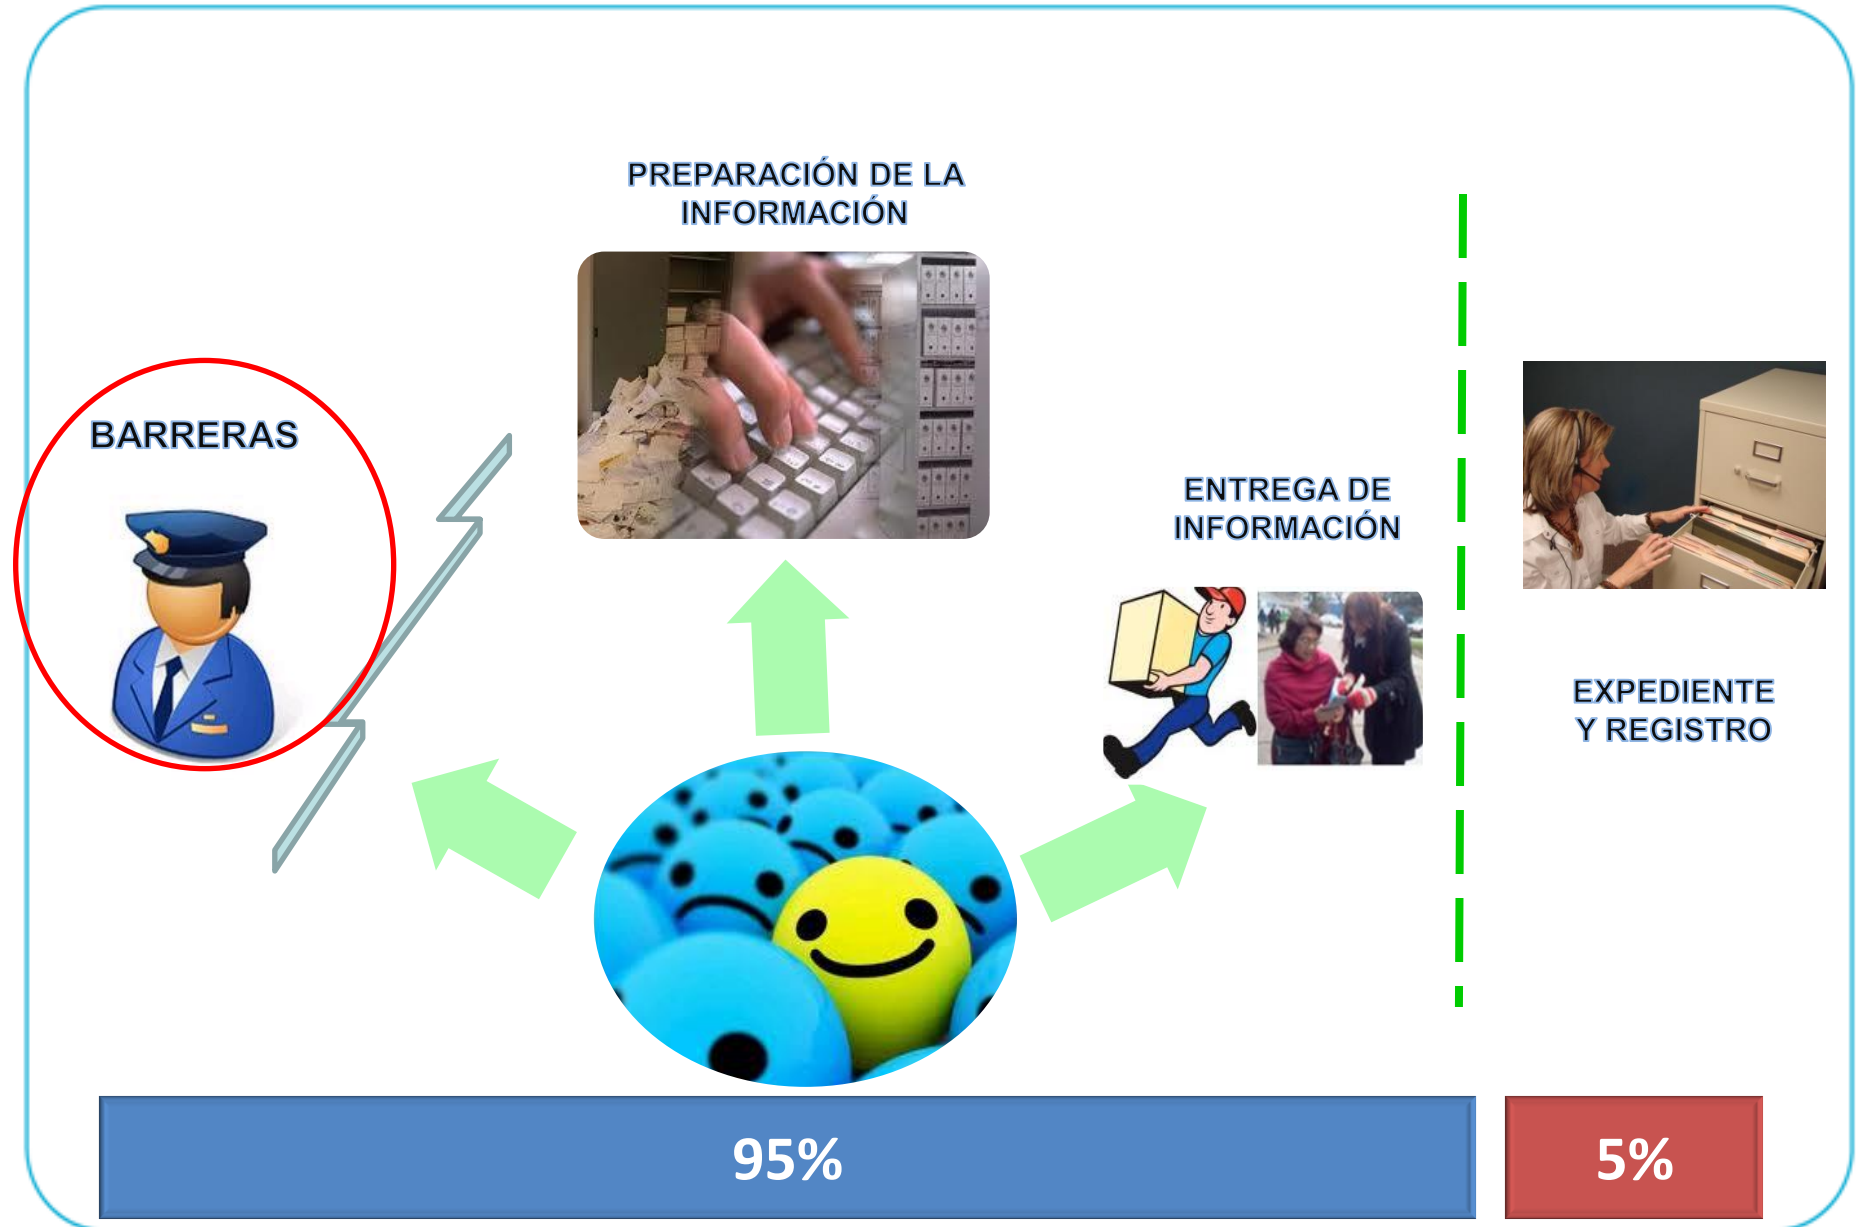 PREPARACIÓN DE LA
INFORMACIÓN
BARRERAS
ENTREGA DE
INFORMACIÓN
EXPEDIENTE
Y REGISTRO
95%
5%